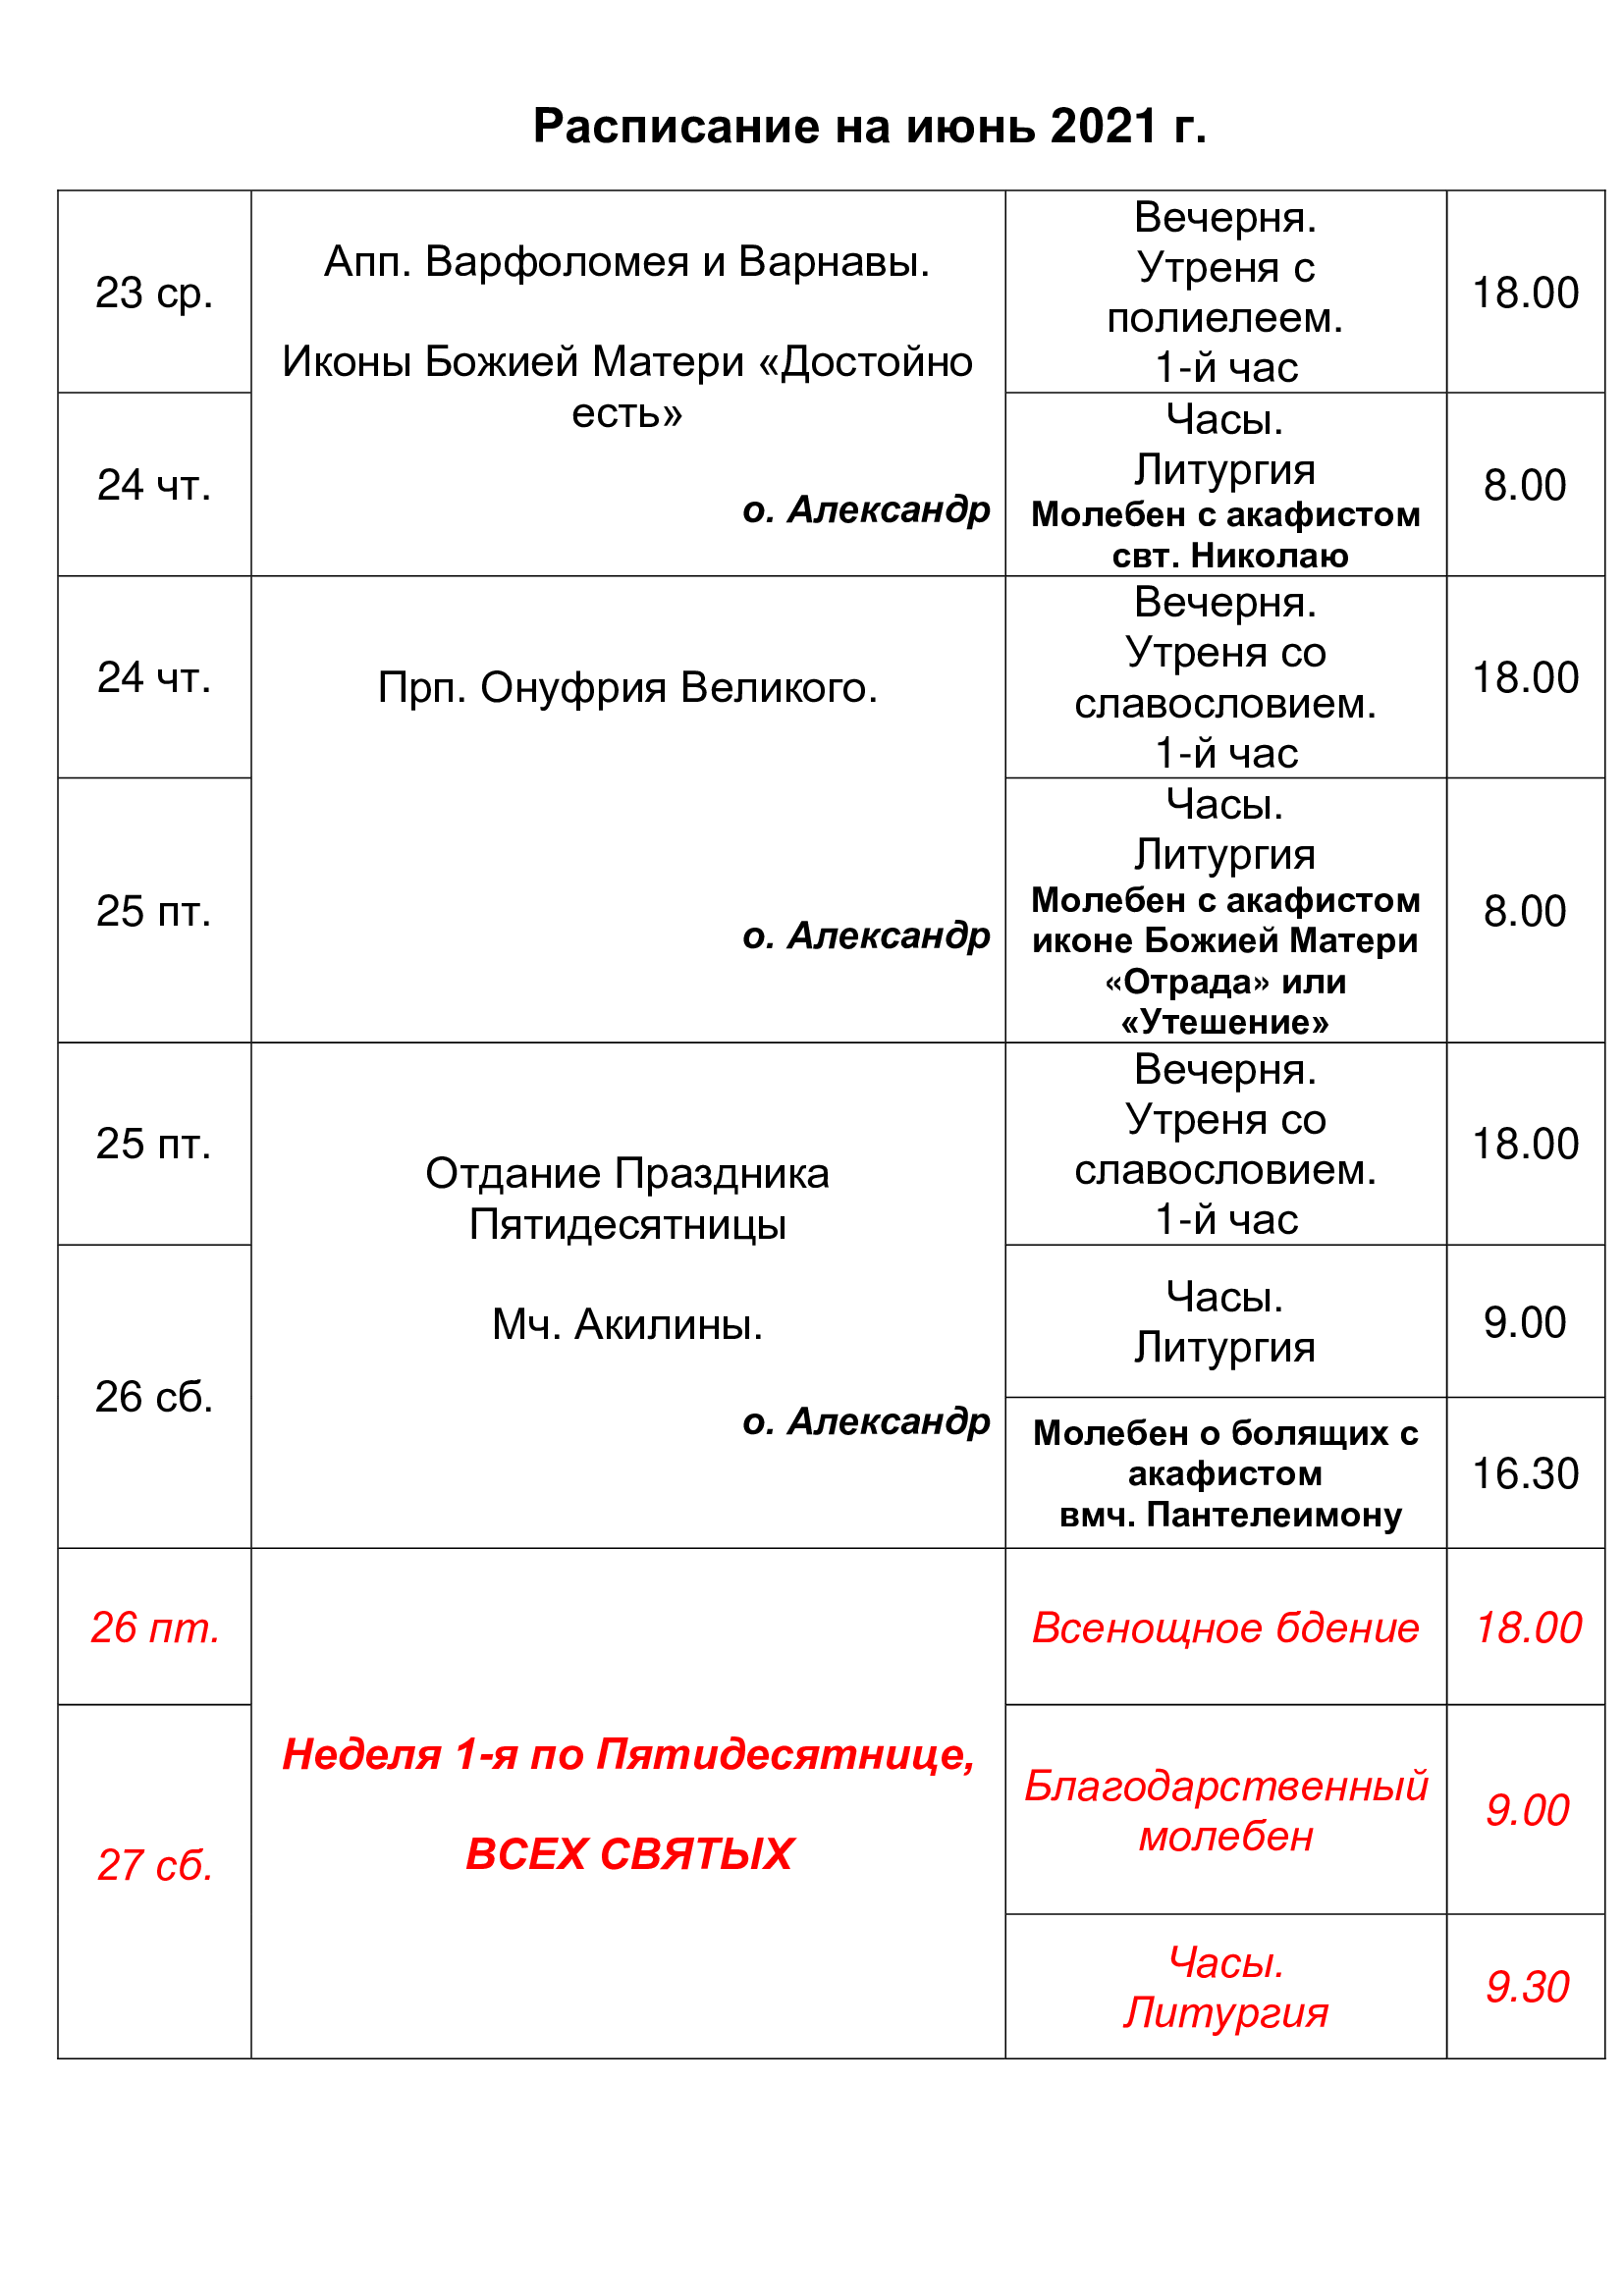 Расписание на июнь 2021 г.
23 ср.
Апп. Варфоломея и Варнавы.
Иконы Божией Матери «Достойно
есть»
о. Александр
Вечерня.
Утреня с
полиелеем.
1-й час
18.00
24 чт.
Часы.
Литургия
Молебен с акафистом
свт. Николаю
8.00
24 чт.
Прп. Онуфрия Великого.
о. Александр
Вечерня.
Утреня со
славословием.
1-й час
18.00
25 пт.
Часы.
Литургия
Молебен с акафистом
иконе Божией Матери
«Отрада» или
«Утешение»
8.00
25 пт.
Отдание Праздника
Пятидесятницы
Мч. Акилины.
о. Александр
Вечерня.
Утреня со
славословием.
1-й час
18.00
26 сб.
Часы.
Литургия
9.00
Молебен о болящих с
акафистом
вмч. Пантелеимону
16.30
26 пт.
Неделя 1-я по Пятидесятнице,
ВСЕХ СВЯТЫХ
Всенощное бдение
18.00
27 сб.
Благодарственный
молебен
9.00
Часы.
Литургия
9.30